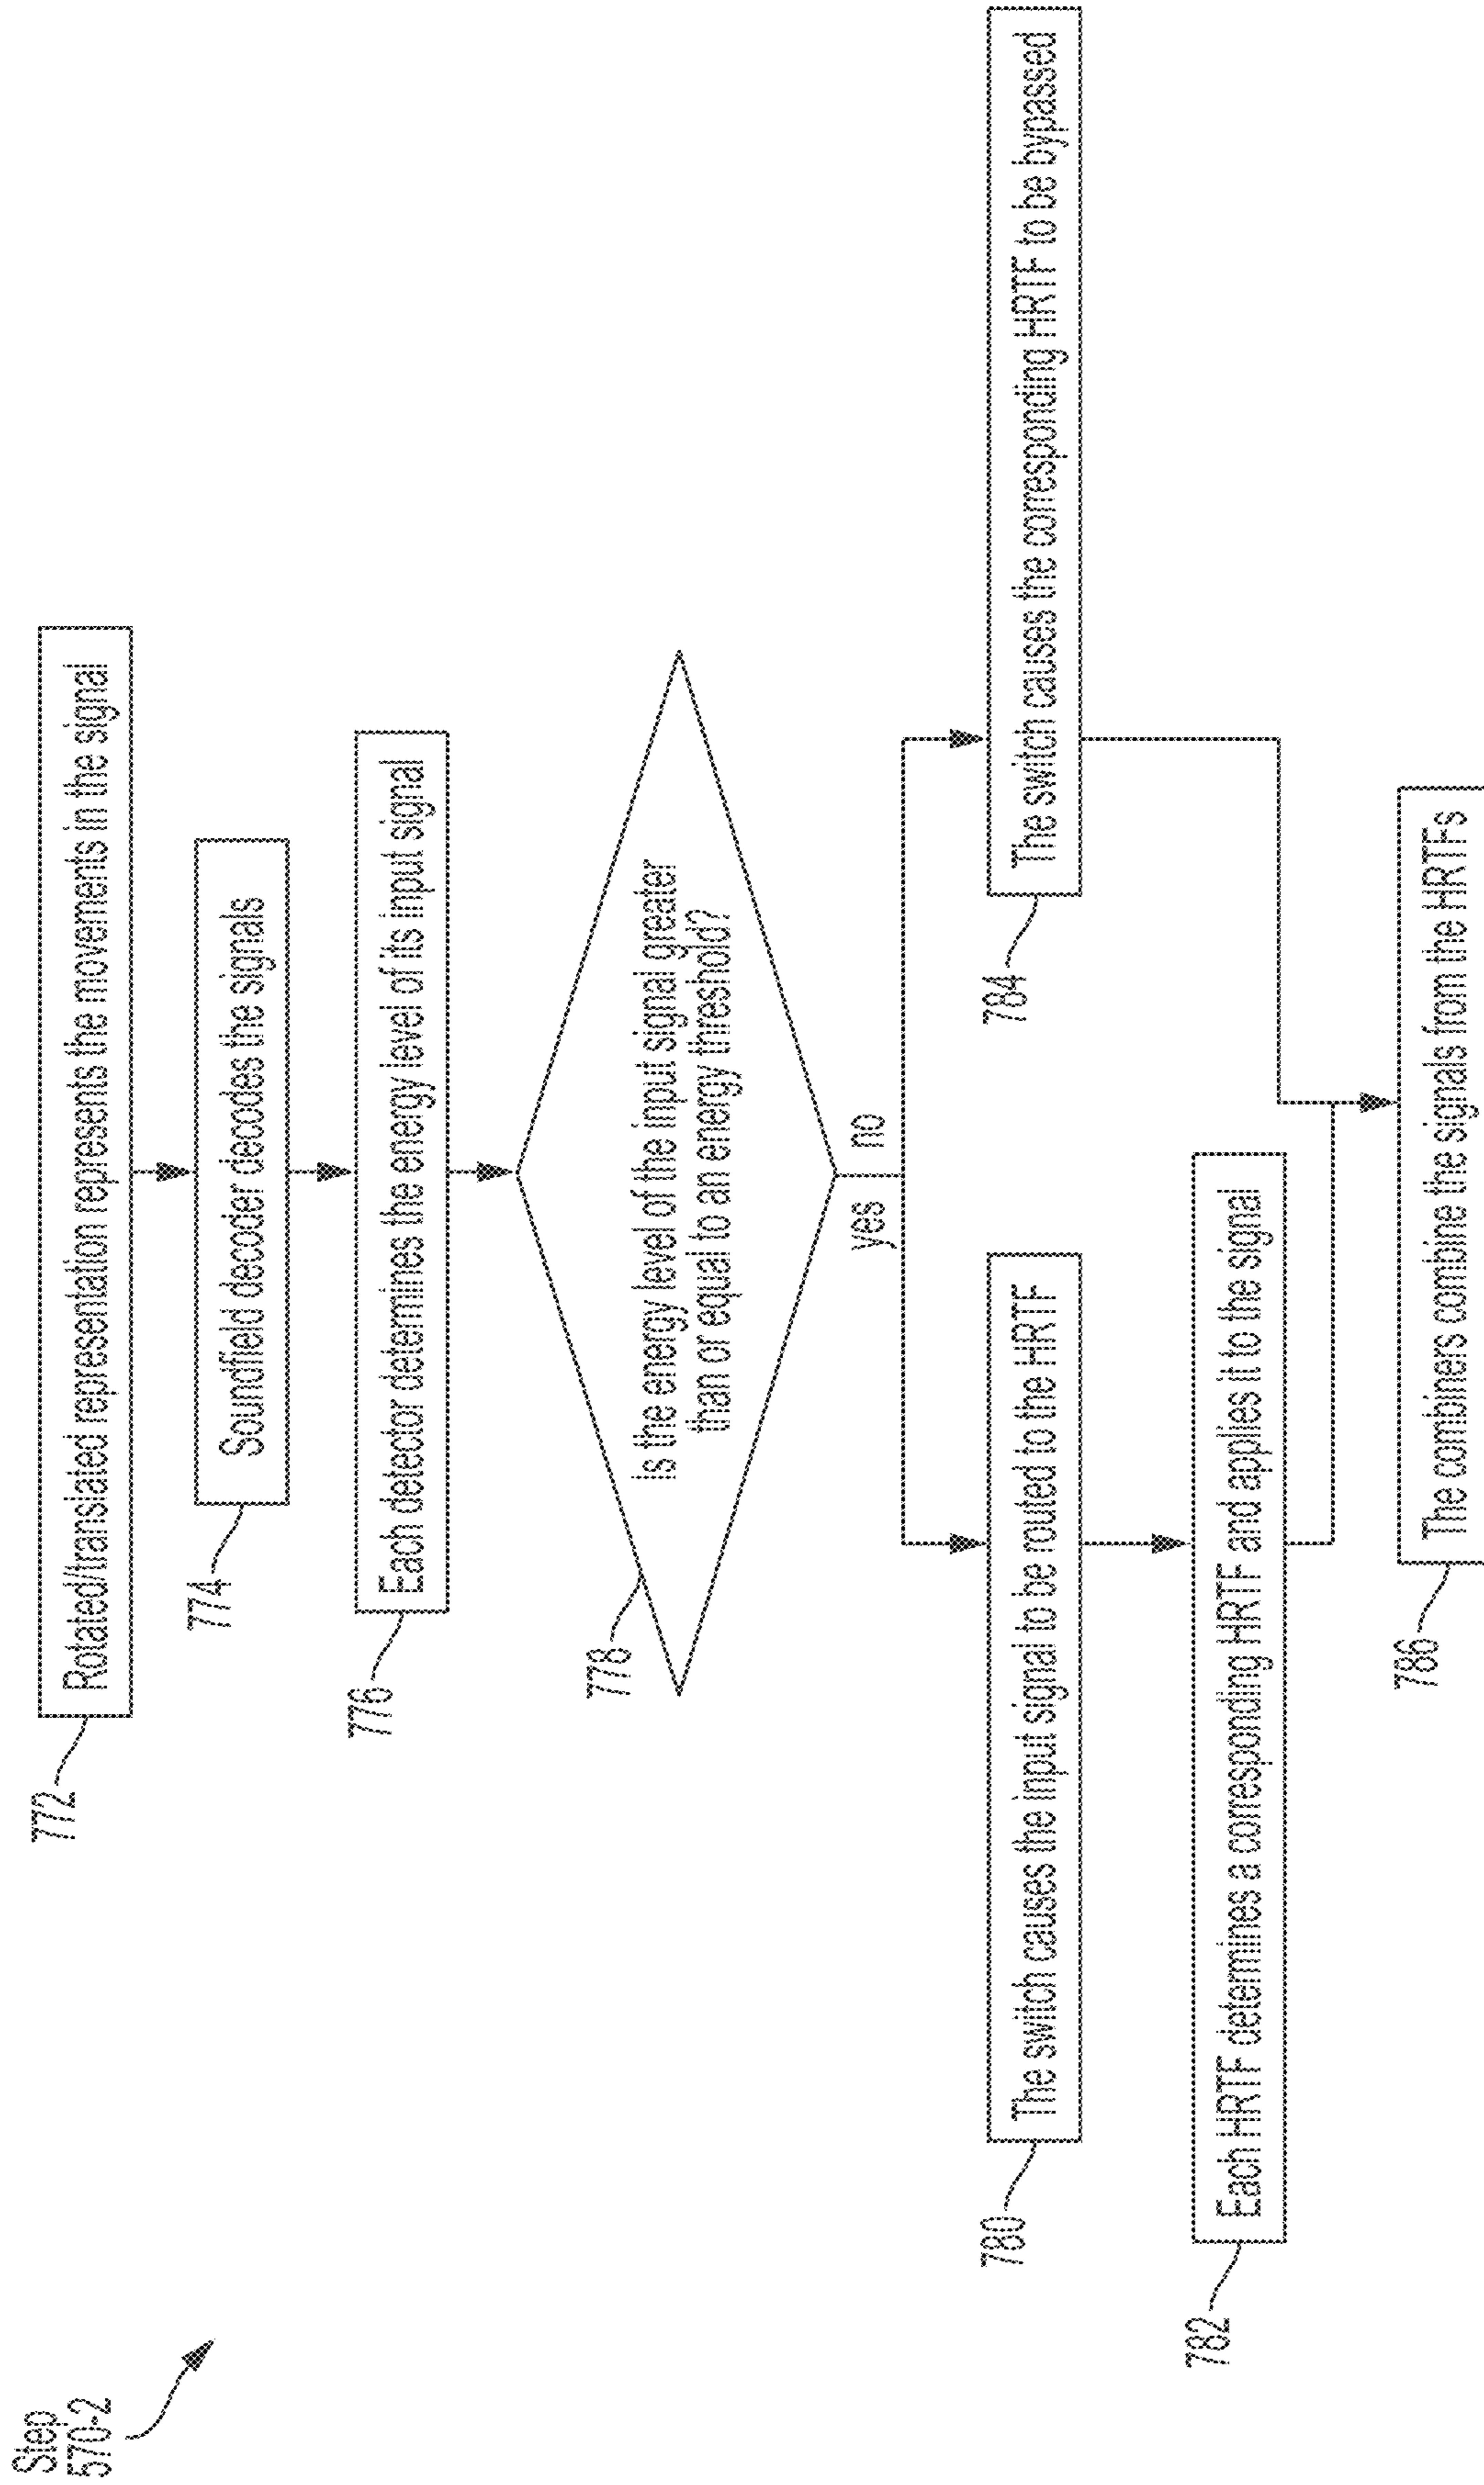 Step
570-2
772
Rotated/translated representation represents the movements in the signal
774
Soundfield decoder decodes the signals
776
Each detector determines the energy level of its input signal
778
Is the energy level of the input signal greater
than or equal to an energy threshold?
yes
no
780
The switch causes the input signal to be routed to the HRTF
784
The switch causes the corresponding HRTF to be bypassed
782
Each HRTF determines a corresponding HRTF and applies it to the signal
786
The combiners combine the signals from the HRTFs